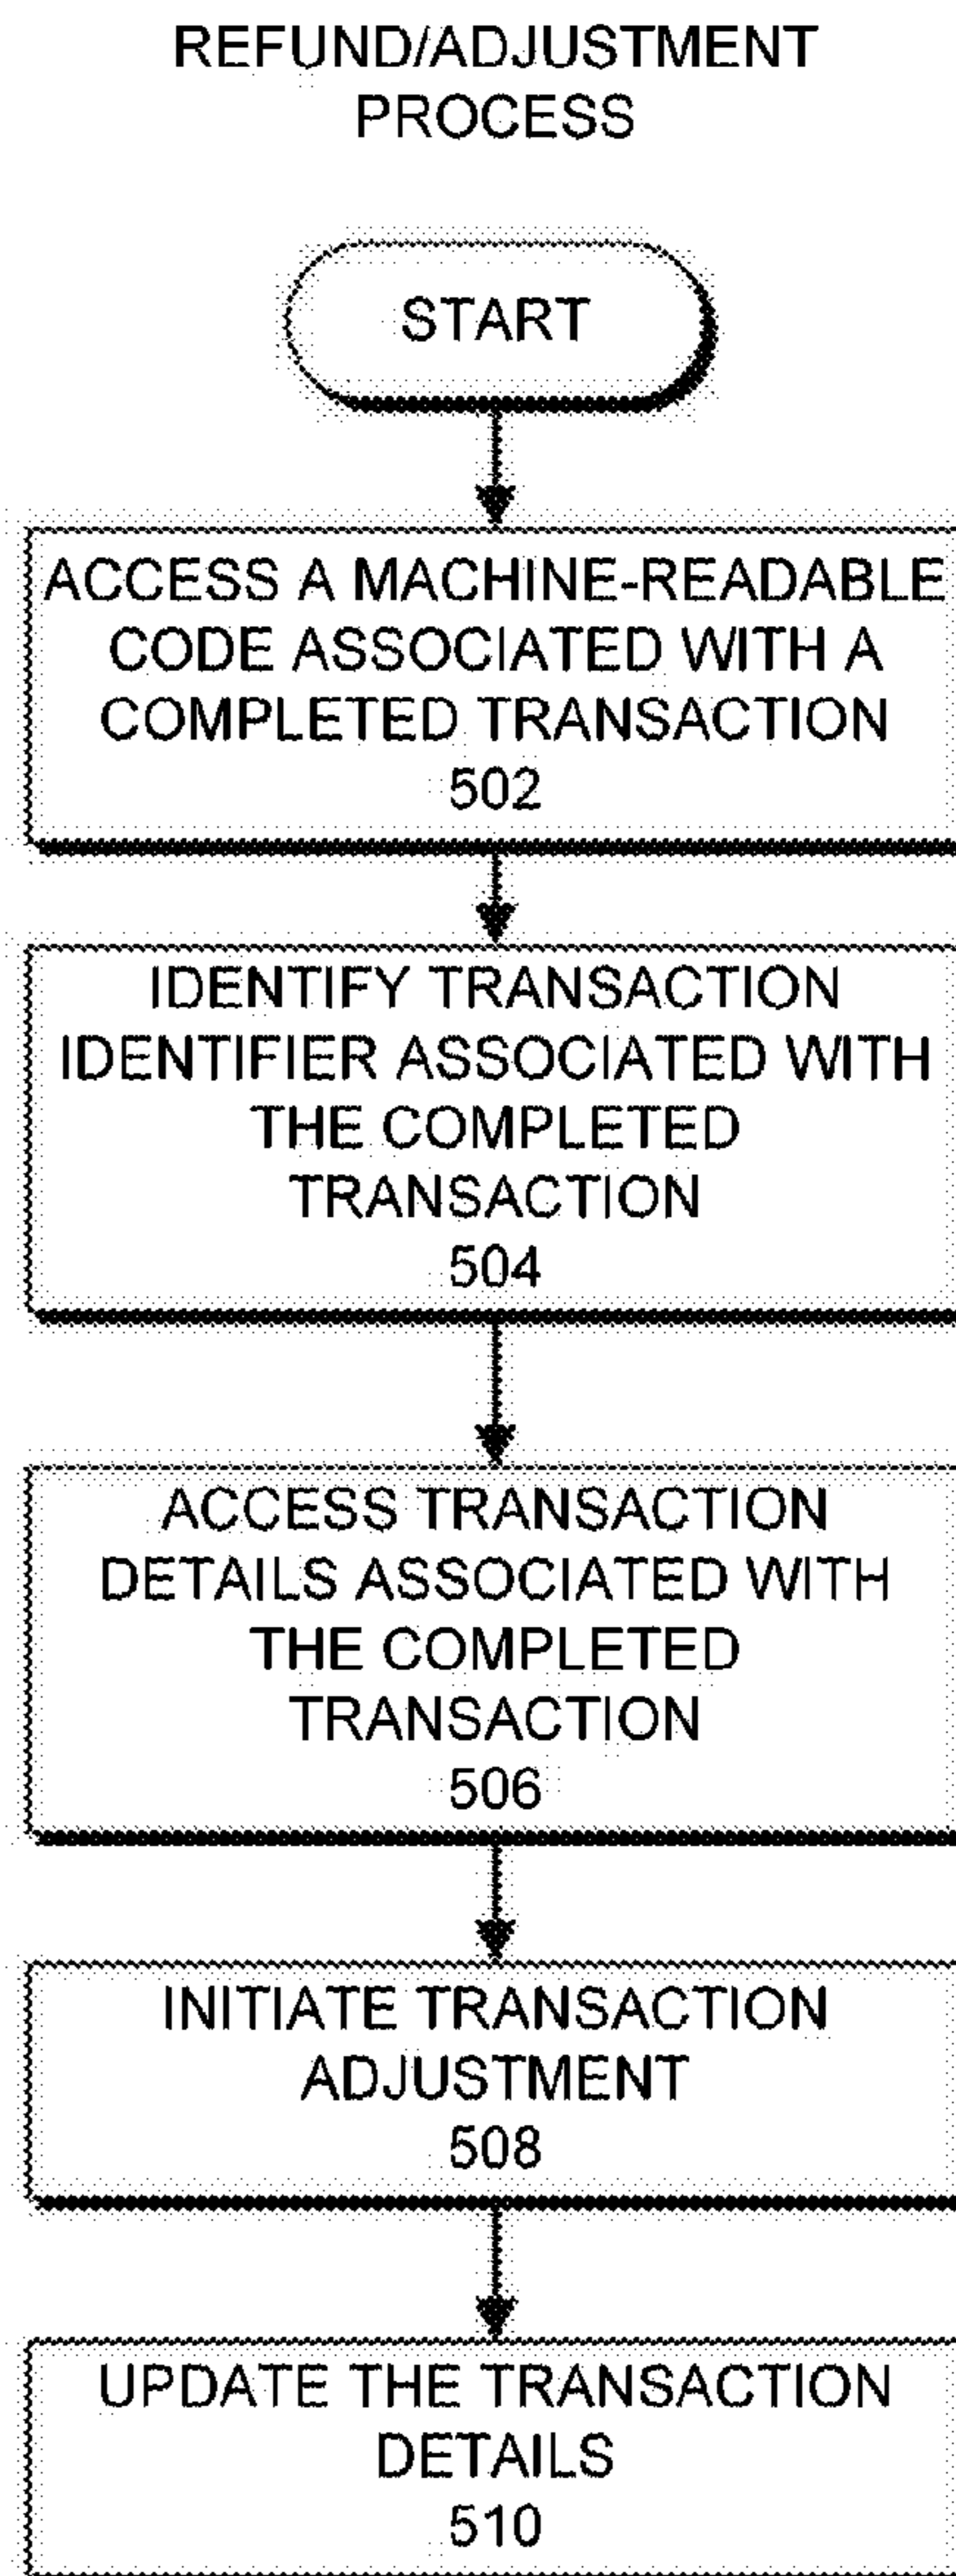 REFUND/ADJUSTMENT
PROCESS
START
ACCESS A MACHINE-READABLE
CODE ASSOCIATED WITH A
COMPLETED TRANSACTION
502
IDENTIFY TRANSACTION
IDENTIFIER ASSOCIATED WITH
THE COMPLETED
TRANSACTION
504
ACCESS TRANSACTION
DETAILS ASSOCIATED WITH
THE COMPLETED
TRANSACTION
506
INITIATE TRANSACTION
ADJUSTMENT
508
UPDATE THE TRANSACTION
DETAILS
510